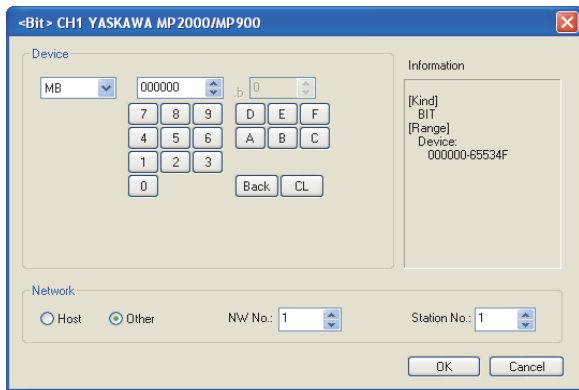 <Bit> CH1 YASKAWA MP2000/MP900
Device
MB 000000 .b 0
7 8 9 D E F
4 5 6 A B C
1 2 3
0 Back CL
Information
[Kind]
BIT
[Range]
Device:
000000-65534F
Network
Host Other NW No.: 1 Station No.: 1
OK Cancel